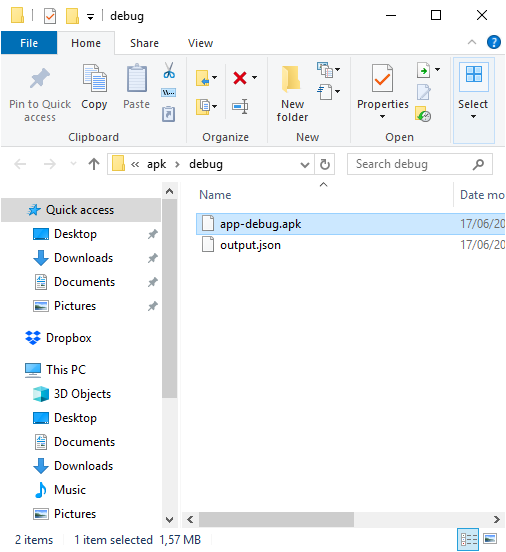 debug
File Home Share View
Pin to Quick access
Copy
Paste
New folder
Properties
Select
Clipboard Organize New Open
apk debug
Search debug
Name Date mo
Quick access
Desktop
Downloads
Documents
Pictures
Dropbox
This PC
3D Objects
Desktop
Documents
Downloads
Music
Pictures
app-debug.apk 17/06/20
output.json 17/06/20
2 items 1 item selected 1,57 MB